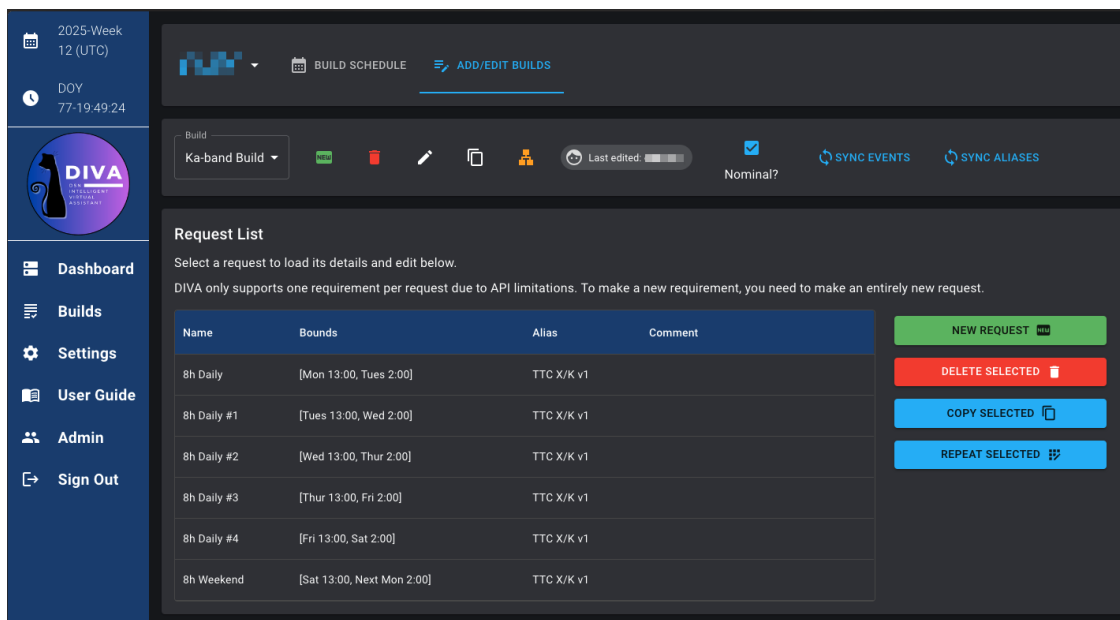 2025-Week
12 (UTC)
DOY
77-19:49:24
DIVA
DSN
INTELLIGENT
VIRTUAL
ASSISTANT
Dashboard
Builds
Settings
User Guide
Admin
Sign Out
BUILD SCHEDULE
ADD/EDIT BUILDS
Build
Ka-band Build
NEW
Last edited:
Nominal?
SYNC EVENTS
SYNC ALIASES
Request List
Select a request to load its details and edit below.
DIVA only supports one requirement per request due to API limitations. To make a new requirement, you need to make an entirely new request.
Name Bounds Alias Comment
8h Daily [Mon 13:00, Tues 2:00] TTC X/K v1
8h Daily #1 [Tues 13:00, Wed 2:00] TTC X/K v1
8h Daily #2 [Wed 13:00, Thur 2:00] TTC X/K v1
8h Daily #3 [Thur 13:00, Fri 2:00] TTC X/K v1
8h Daily #4 [Fri 13:00, Sat 2:00] TTC X/K v1
8h Weekend [Sat 13:00, Next Mon 2:00] TTC X/K v1
NEW REQUEST NEW
DELETE SELECTED
COPY SELECTED
REPEAT SELECTED